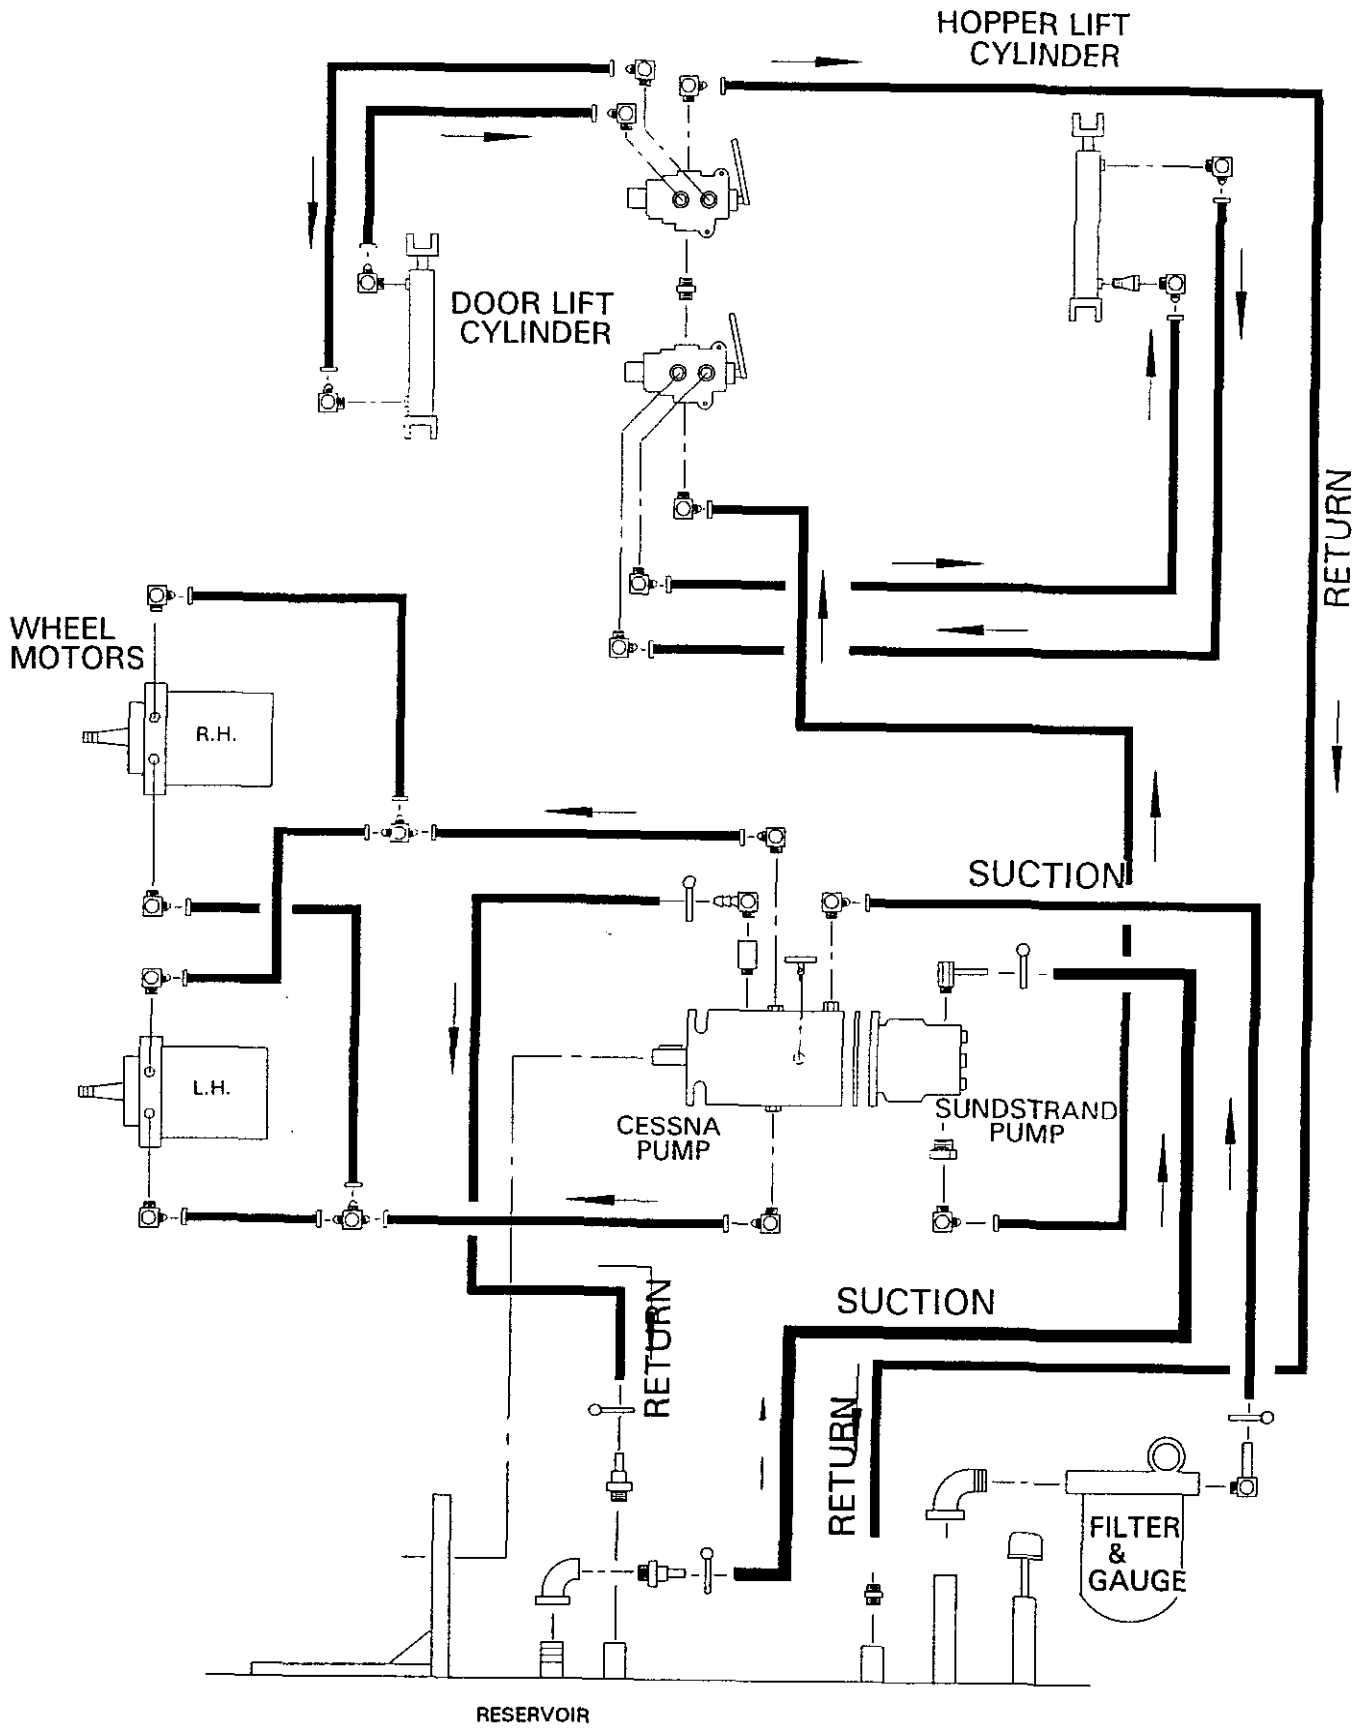 HOPPER LIFT
CYLINDER
DOOR LIFT
CYLINDER
RETURN
WHEEL
MOTORS
R.H.
SUCTION
L.H.
CESSNA
PUMP
SUNDSTRAND
PUMP
SUCTION
RETURN
RETURN
FILTER
&
GAUGE
RESERVOIR